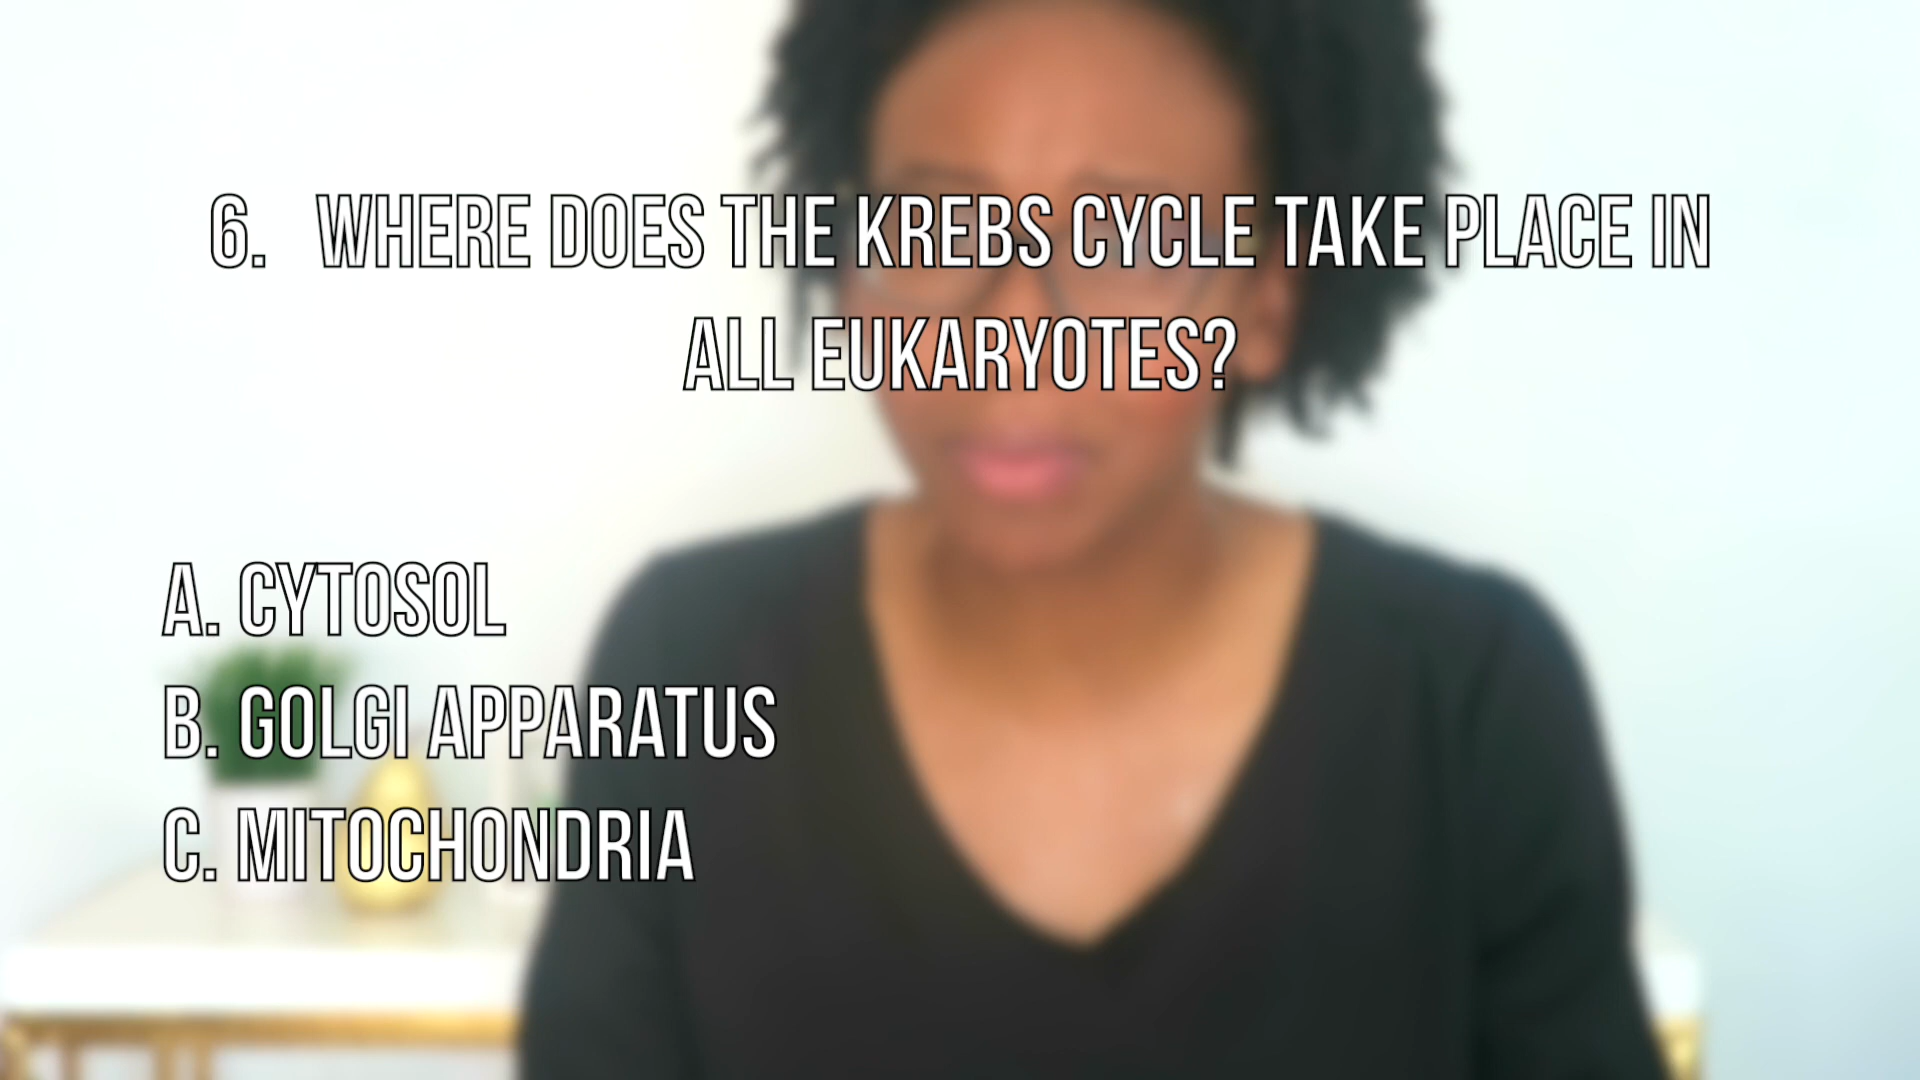 6. WHERE DOES THE KREBS CYCLE TAKE PLACE IN
ALL EUKARYOTES?
A. CYTOSOL
B. GOLGI APPARATUS
C. MITOCHONDRIA